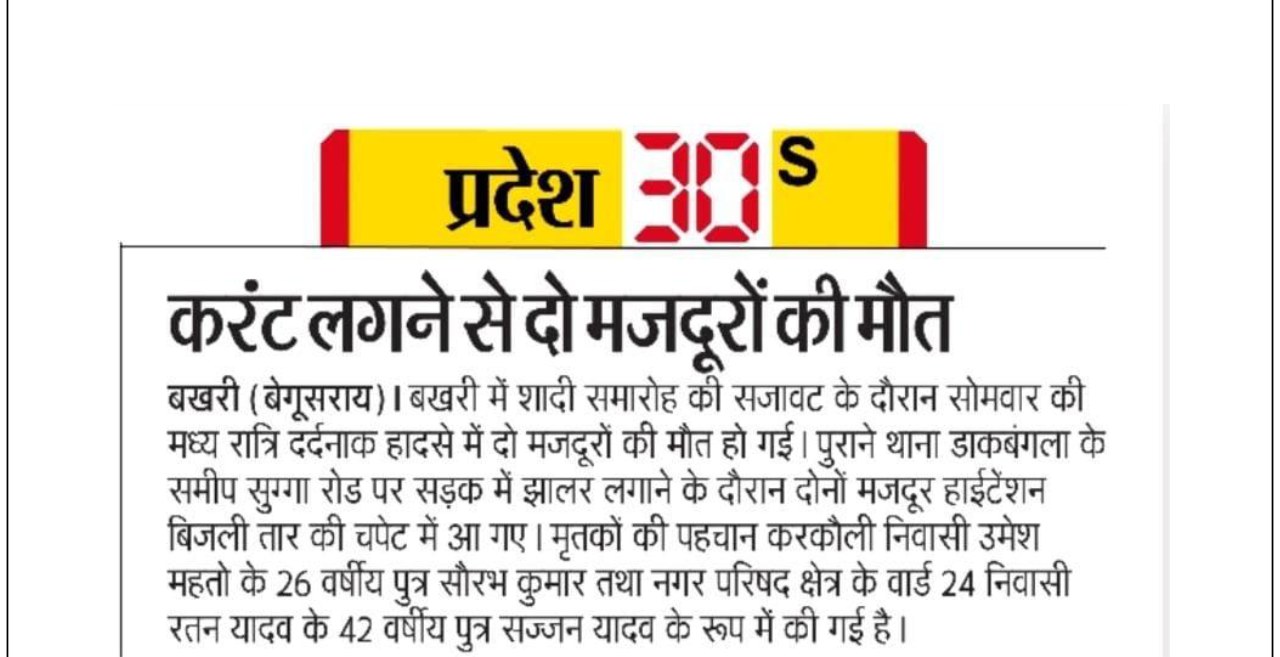 प्रदेश 30 S
करंट लगने से दो मजदूरों की मौत
बखरी (बेगूसराय)। बखरी में शादी समारोह की सजावट के दौरान सोमवार की
मध्य रात्रि दर्दनाक हादसे में दो मजदूरों की मौत हो गई। पुराने थाना डाकबंगला के
समीप सुग्गा रोड पर सड़क में झालर लगाने के दौरान दोनों मजदूर हाईटेंशन
बिजली तार की चपेट में आ गए। मृतकों की पहचान करकौली निवासी उमेश
महतो के 26 वर्षीय पुत्र सौरभ कुमार तथा नगर परिषद क्षेत्र के वार्ड 24 निवासी
रतन यादव के 42 वर्षीय पुत्र सज्जन यादव के रूप में की गई है।